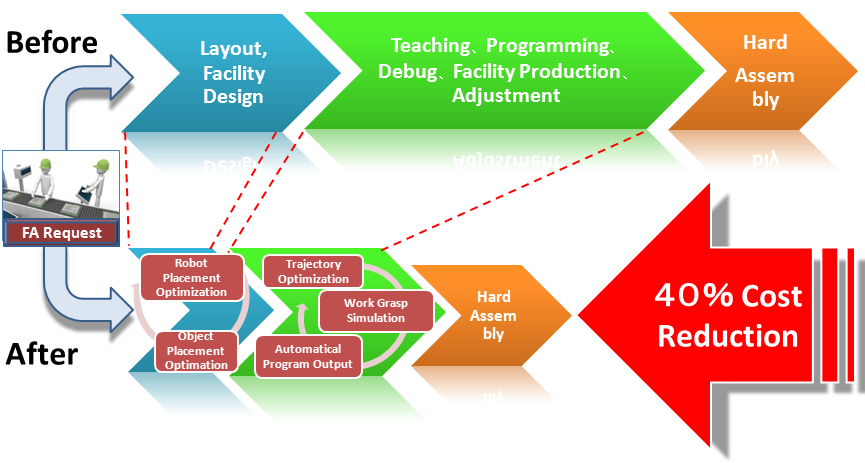 Before
Layout,
Facility
Design
Teaching、Programming、
Debug、Facility Production、
Adjustment
Hard
Assem
bly
FA Request
After
Robot
Placement
Optimization
Object
Placement
Optimation
Trajectory
Optimization
Work Grasp
Simulation
Automatical
Program Output
Hard
Assem
bly
４０% Cost
Reduction